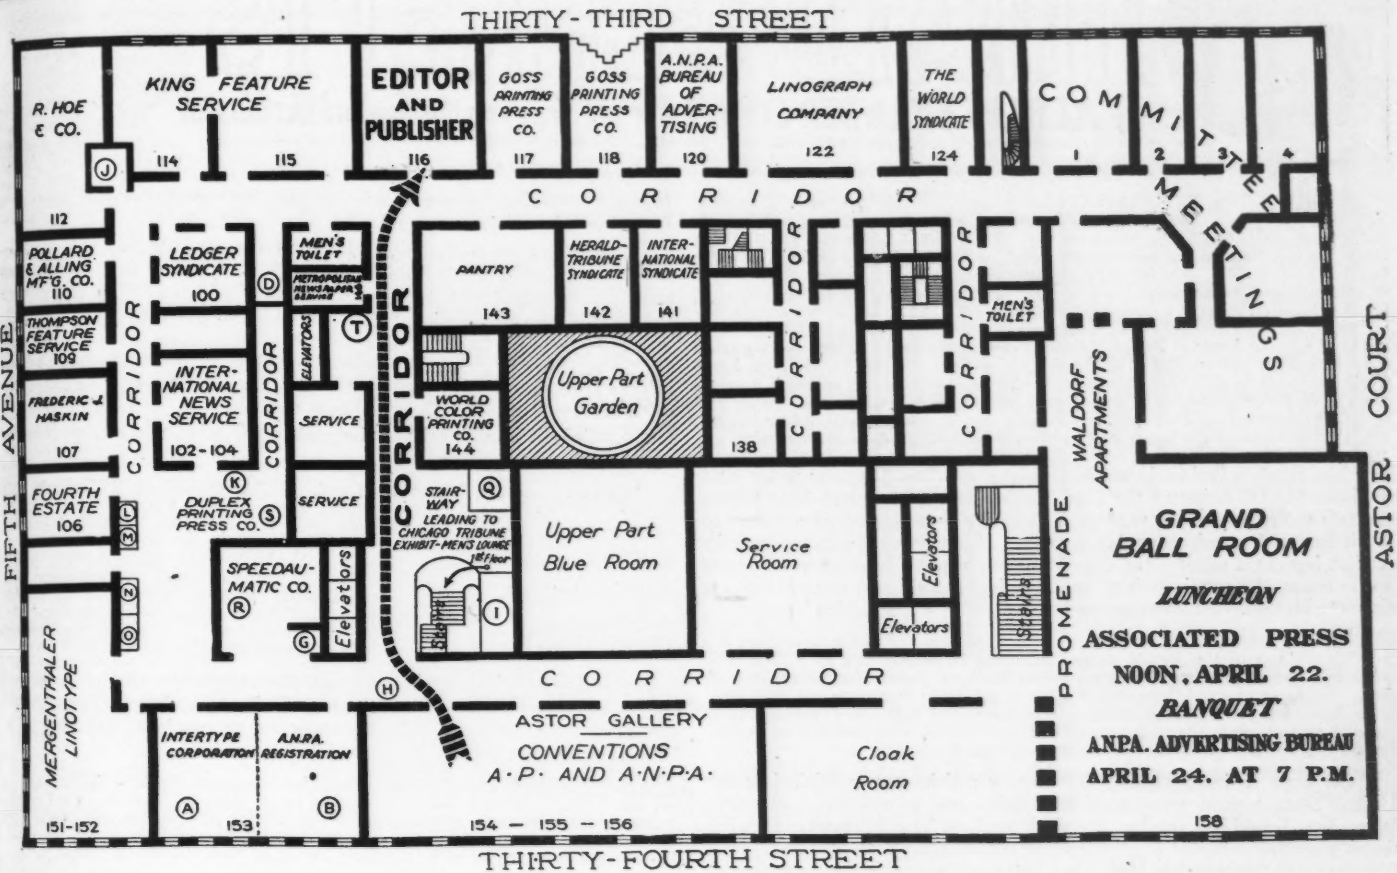 THIRTY-THIRD STREET
R. HOE
& CO.
112
J
KING FEATURE
SERVICE
114
115
EDITOR
AND
PUBLISHER
116
GOSS
PRINTING
PRESS
CO.
117
GOSS
PRINTING
PRESS
CO.
118
A.N.P.A.
BUREAU
OF
ADVER-
TISING
120
LINOGRAPH
COMPANY
122
THE
WORLD
SYNDICATE
124
COMMITTEE
MEETINGS
1
2
3
4
CORRIDOR
POLLARD
& ALLING
M'F'G. CO.
110
THOMPSON
FEATURE
SERVICE
109
FREDERIC J.
HASKIN
107
FOURTH
ESTATE
106
CORRIDOR
LEDGER
SYNDICATE
100
D
INTER-
NATIONAL
NEWS
SERVICE
102-104
CORRIDOR
MEN'S
TOILET
METROPOLITAN
NEWSPAPER
SERVICE
ELEVATORS
T
SERVICE
SERVICE
CORRIDOR
PANTRY
143
HERALD-
TRIBUNE
SYNDICATE
142
INTER-
NATIONAL
SYNDICATE
141
WORLD
COLOR
PRINTING
CO.
144
Upper Part
Garden
138
CORRIDOR
CORRIDOR
MEN'S
TOILET
WALDORF
APARTMENTS
FIFTH AVENUE
ASTOR COURT
K
DUPLEX
PRINTING
PRESS CO.
S
L
M
N
O
SPEEDAU-
MATIC CO.
R
G
Elevators
STAIR-
WAY
LEADING TO
CHICAGO TRIBUNE
EXHIBIT-MEN'S LOUNGE
1st Floor
Q
I
Stairs
Upper Part
Blue Room
Service
Room
Elevators
Elevators
Stairs
PROMENADE
GRAND
BALL ROOM
LUNCHEON
ASSOCIATED PRESS
NOON, APRIL 22.
BANQUET
A.N.P.A. ADVERTISING BUREAU
APRIL 24. AT 7 P.M.
158
MERGENTHALER
LINOTYPE
151-152
H
CORRIDOR
INTERTYPE
CORPORATION
A
153
A.N.P.A.
REGISTRATION
B
ASTOR GALLERY
CONVENTIONS
A.P. AND A.N.P.A.
154 - 155 - 156
Cloak
Room
THIRTY-FOURTH STREET